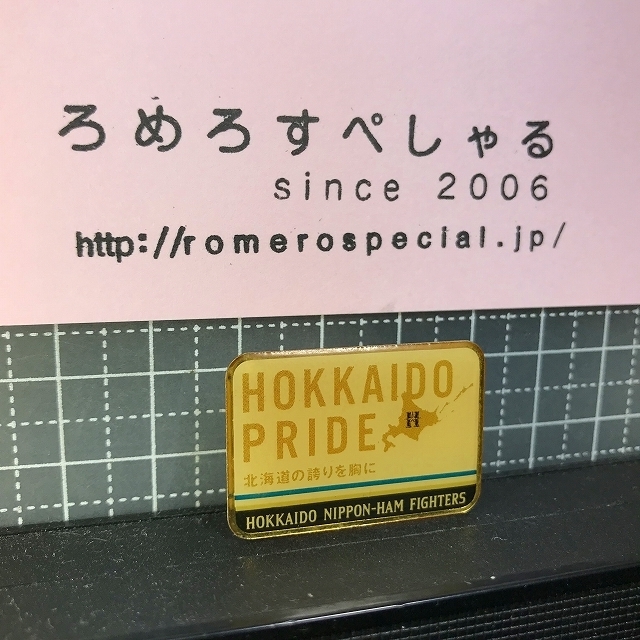 ろめろすぺしゃる
since 2006
http://romerospecial.jp/
HOKKAIDO
PRIDE
H
北海道の誇りを胸に
HOKKAIDO NIPPON-HAM FIGHTERS